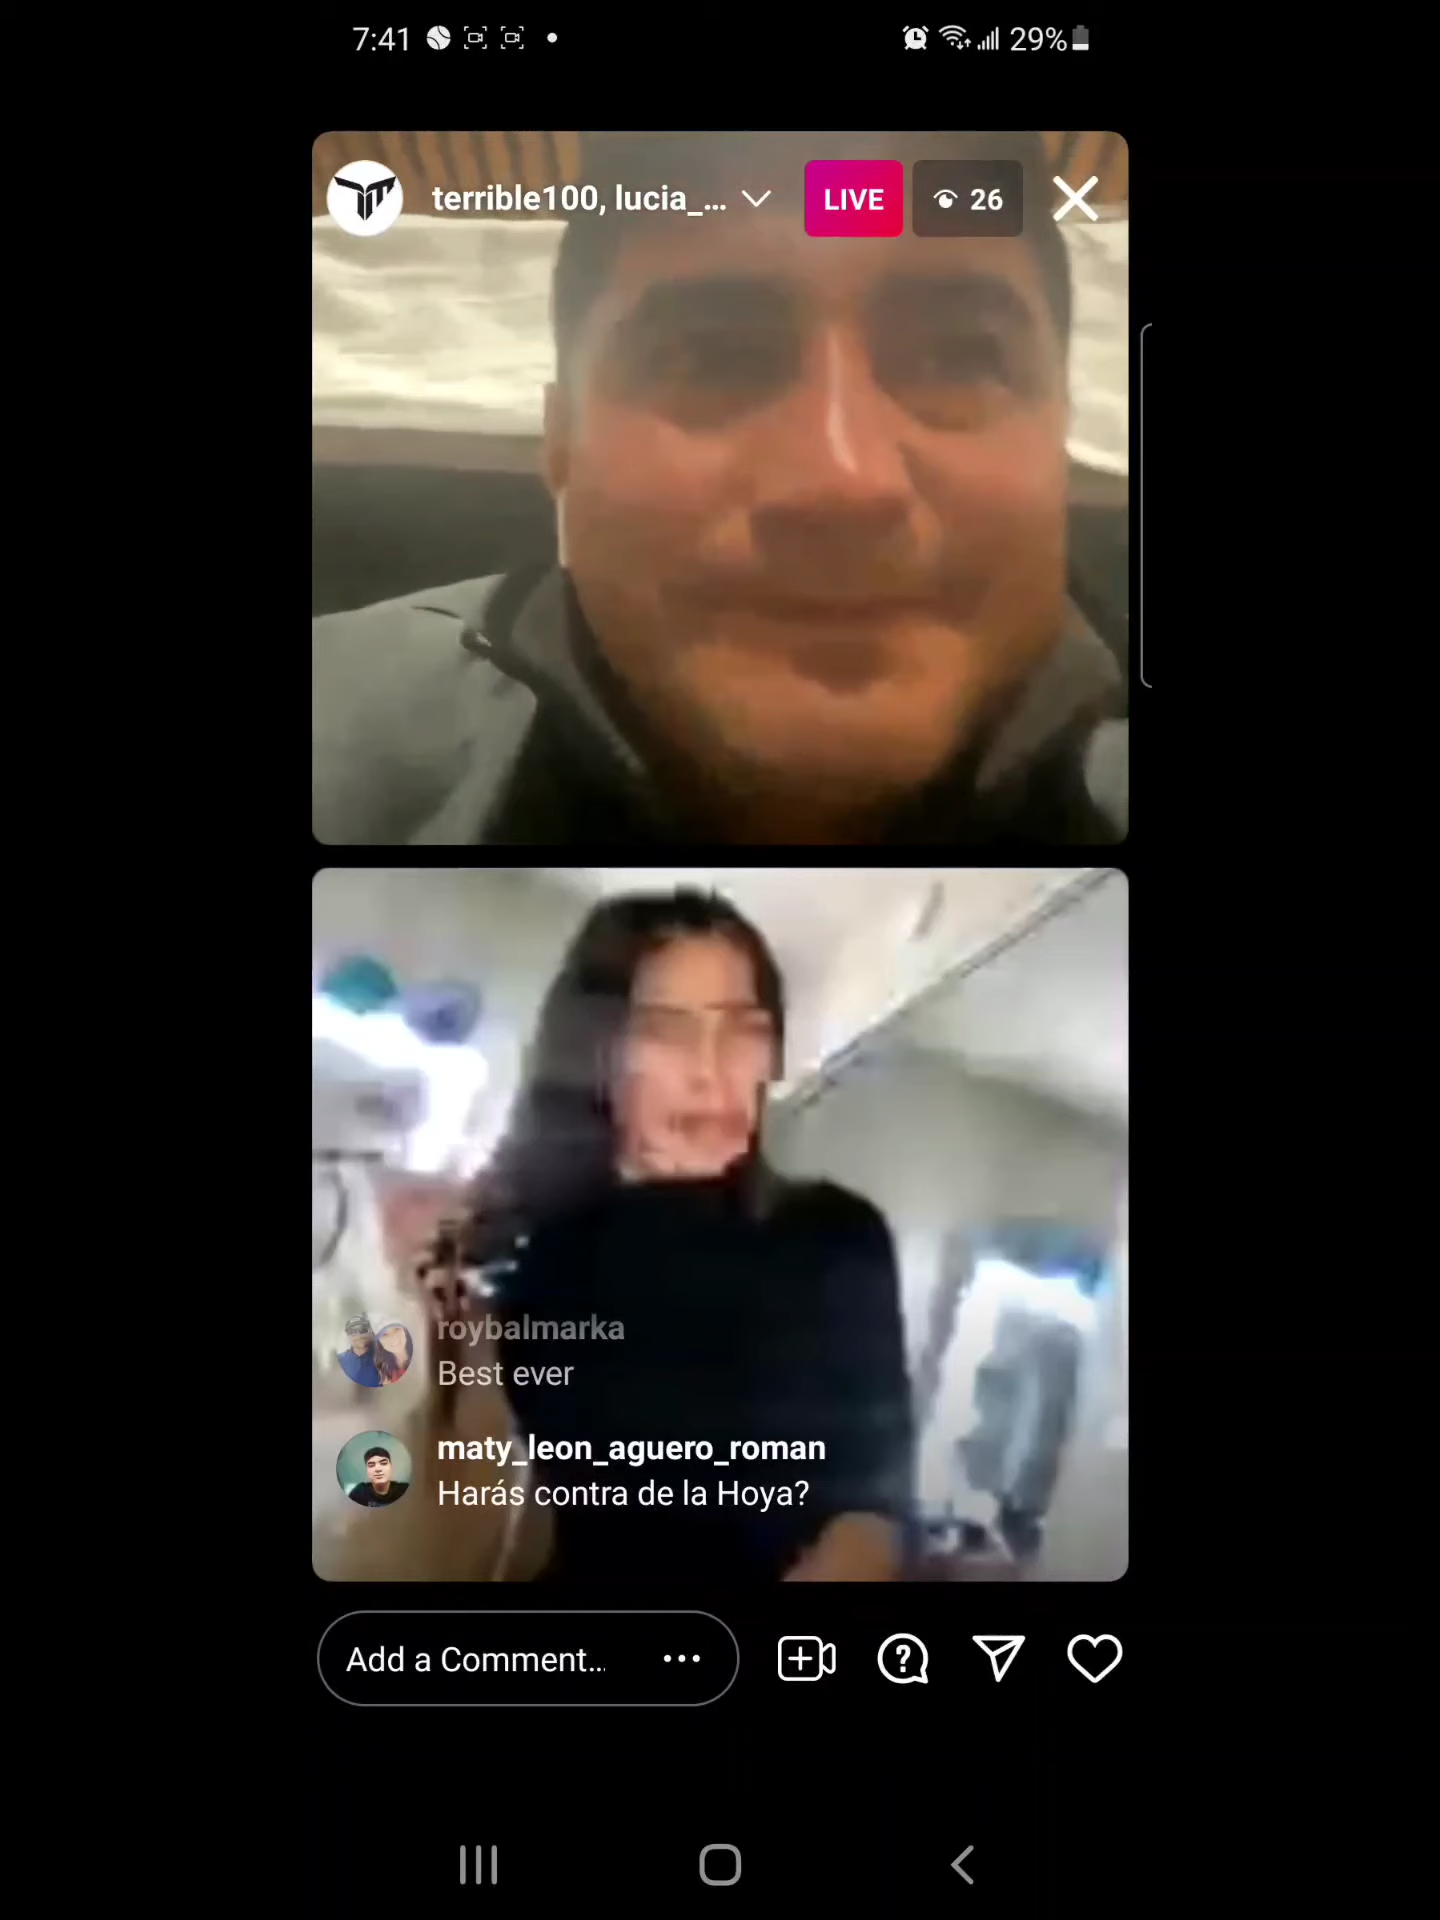 7:41
29%
terrible100, lucia_...
LIVE
26
roybalmarka
Best ever
maty_leon_aguero_roman
Harás contra de la Hoya?
Add a Comment...